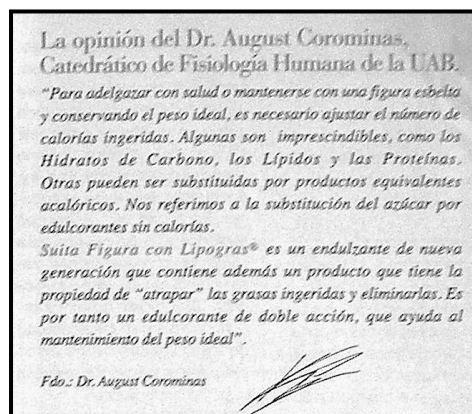 La opinión del Dr. August Corominas,
Catedrático de Fisiología Humana de la UAB.
"Para adelgazar con salud o mantenerse con una figura esbelta
y conservando el peso ideal, es necesario ajustar el número de
calorías ingeridas. Algunas son imprescindibles, como los
Hidratos de Carbono, los Lípidos y las Proteínas.
Otras pueden ser substituidas por productos equivalentes
acalóricos. Nos referimos a la substitución del azúcar por
edulcorantes sin calorías.
Suita Figura con Lipogras® es un endulzante de nueva
generación que contiene además un producto que tiene la
propiedad de "atrapar" las grasas ingeridas y eliminarlas. Es
por tanto un edulcorante de doble acción, que ayuda al
mantenimiento del peso ideal".
Fdo.: Dr. August Corominas